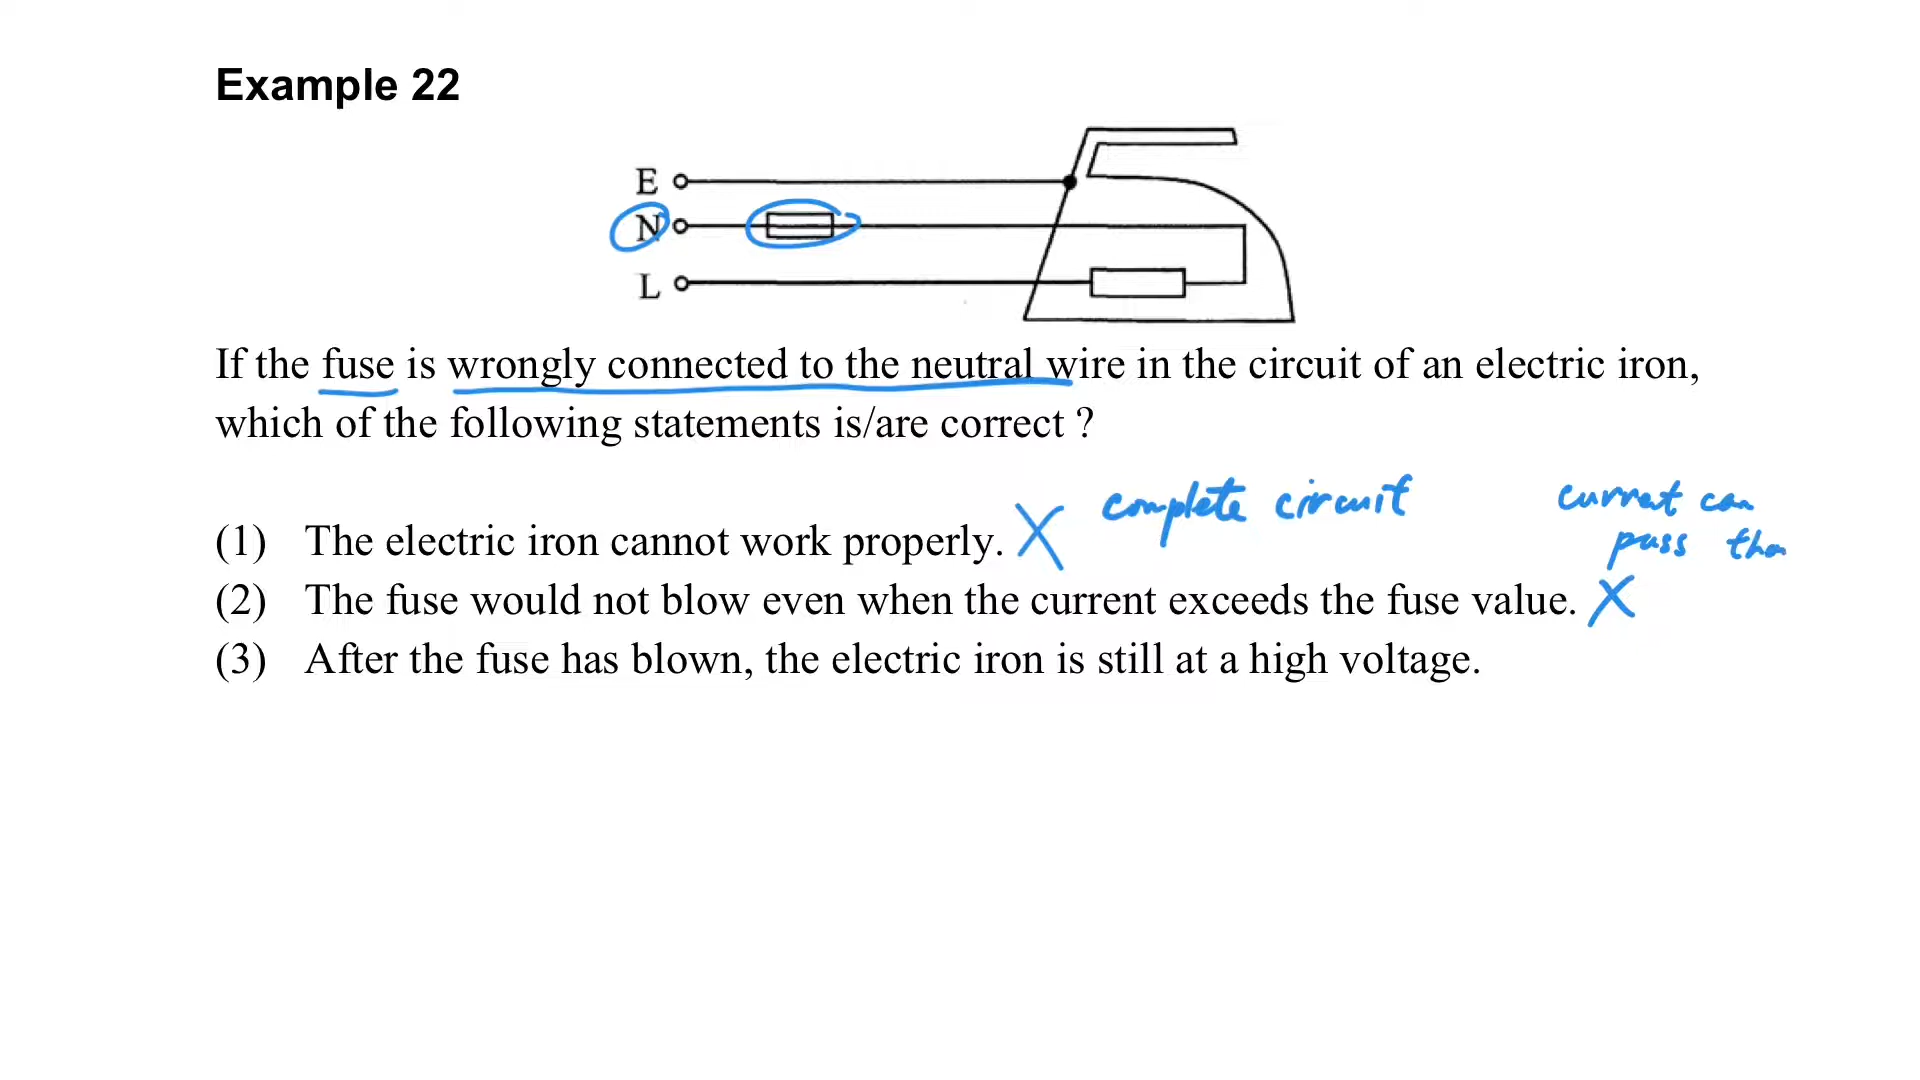 Example 22
E
N
L
If the fuse is wrongly connected to the neutral wire in the circuit of an electric iron,
which of the following statements is/are correct ?
complete circuit
current can
pass
(1) The electric iron cannot work properly. X
(2) The fuse would not blow even when the current exceeds the fuse value. X
(3) After the fuse has blown, the electric iron is still at a high voltage.